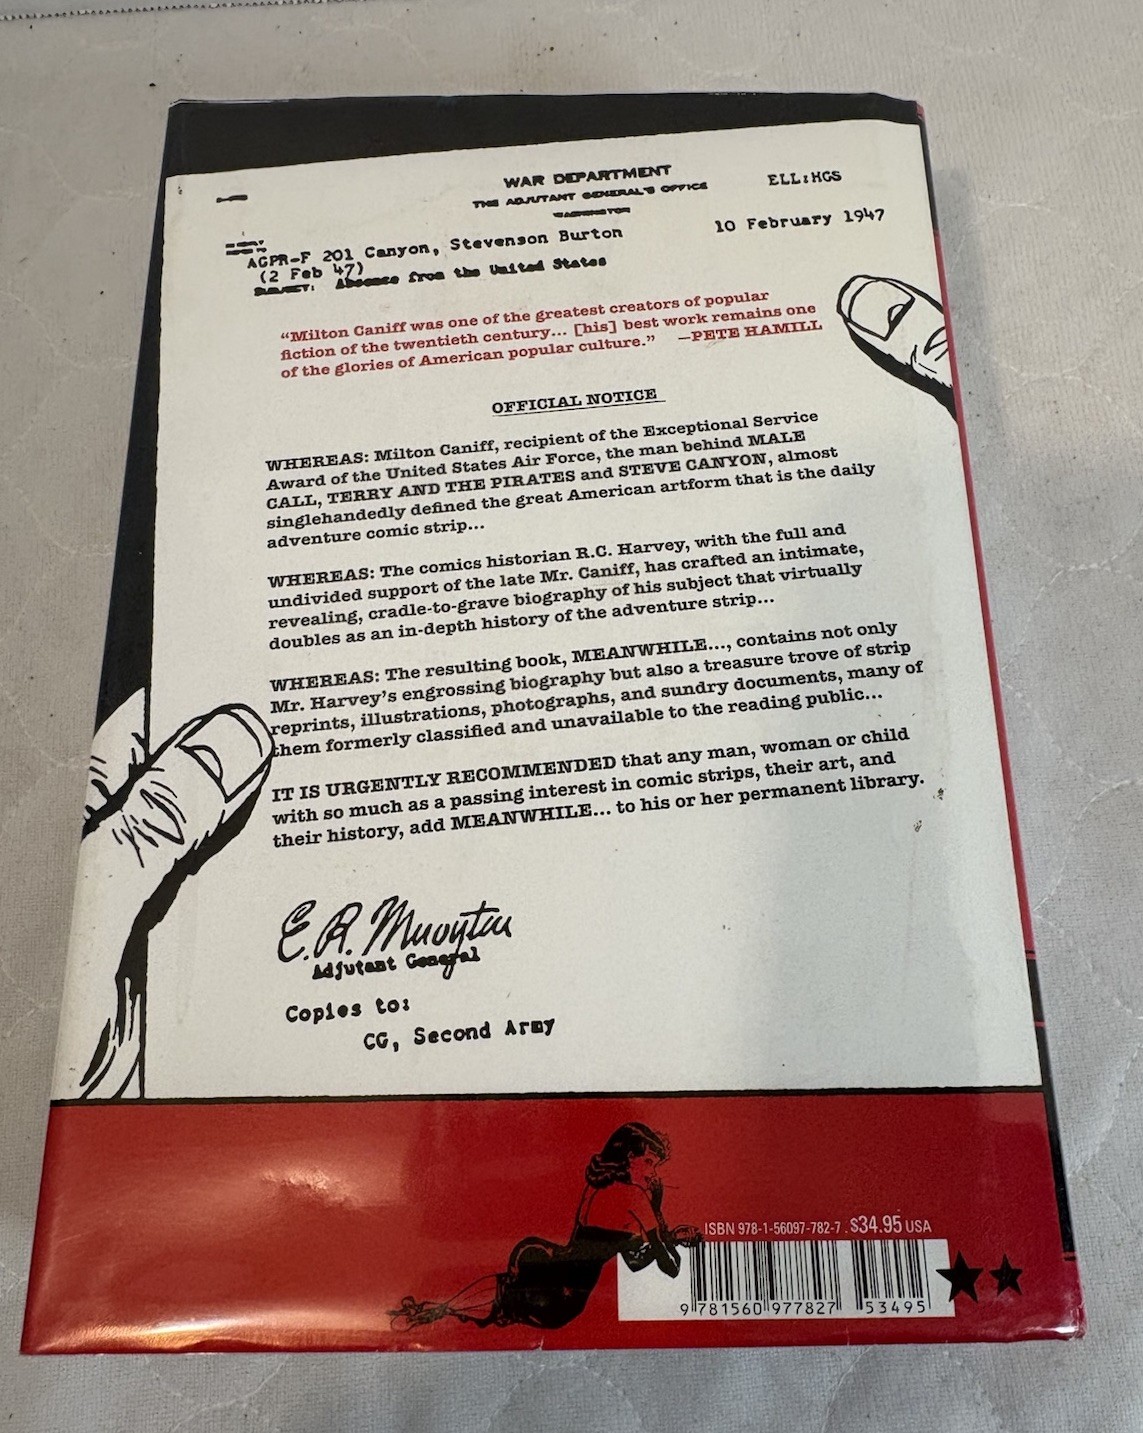 WAR DEPARTMENT
THE ADJUTANT GENERAL'S OFFICE
WASHINGTON
ELL:HGS
10 February 1947
AGPR-F 201 Canyon, Stevenson Burton
(2 Feb 47)
SUBJECT: Absence from the United States
“Milton Caniff was one of the greatest creators of popular
fiction of the twentieth century... [his] best work remains one
of the glories of American popular culture.” —PETE HAMILL
OFFICIAL NOTICE
WHEREAS: Milton Caniff, recipient of the Exceptional Service
Award of the United States Air Force, the man behind MALE
CALL, TERRY AND THE PIRATES and STEVE CANYON, almost
singlehandedly defined the great American artform that is the daily
adventure comic strip...
WHEREAS: The comics historian R.C. Harvey, with the full and
undivided support of the late Mr. Caniff, has crafted an intimate,
revealing, cradle-to-grave biography of his subject that virtually
doubles as an in-depth history of the adventure strip...
WHEREAS: The resulting book, MEANWHILE..., contains not only
Mr. Harvey's engrossing biography but also a treasure trove of strip
reprints, illustrations, photographs, and sundry documents, many of
them formerly classified and unavailable to the reading public...
IT IS URGENTLY RECOMMENDED that any man, woman or child
with so much as a passing interest in comic strips, their art, and
their history, add MEANWHILE... to his or her permanent library.
E. R.
Adjutant General
Copies to:
CG, Second Army
ISBN 978-1-56097-782-7 . $34.95 USA
9 781560 977827
53495